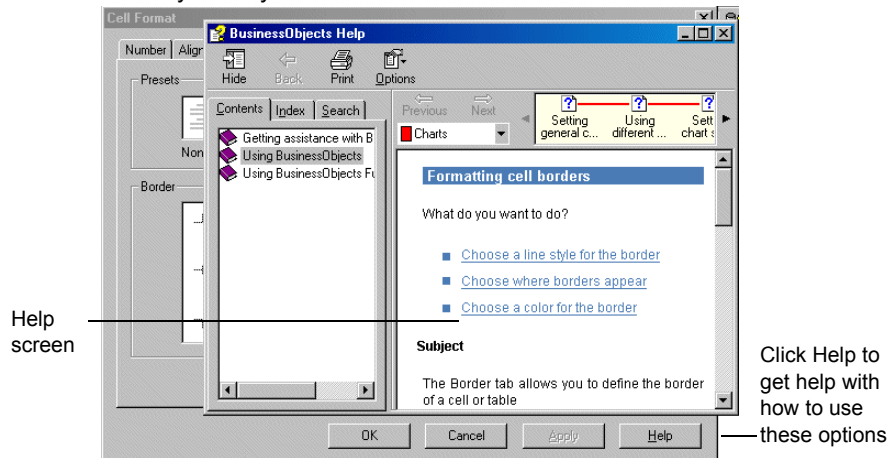 Cell Format
BusinessObjects Help
Number
Hide
Back
Print
Options
Presets
Contents
Index
Search
Previous
Next
Charts
Setting
general c...
Using
different ...
Sett
chart s
Getting assistance with B
Using BusinessObjects
Using BusinessObjects Fu
Border
Formatting cell borders
What do you want to do?
Choose a line style for the border
Choose where borders appear
Choose a color for the border
Subject
The Border tab allows you to define the border
of a cell or table
Help
screen
Click Help to
get help with
how to use
these options
OK
Cancel
Apply
Help